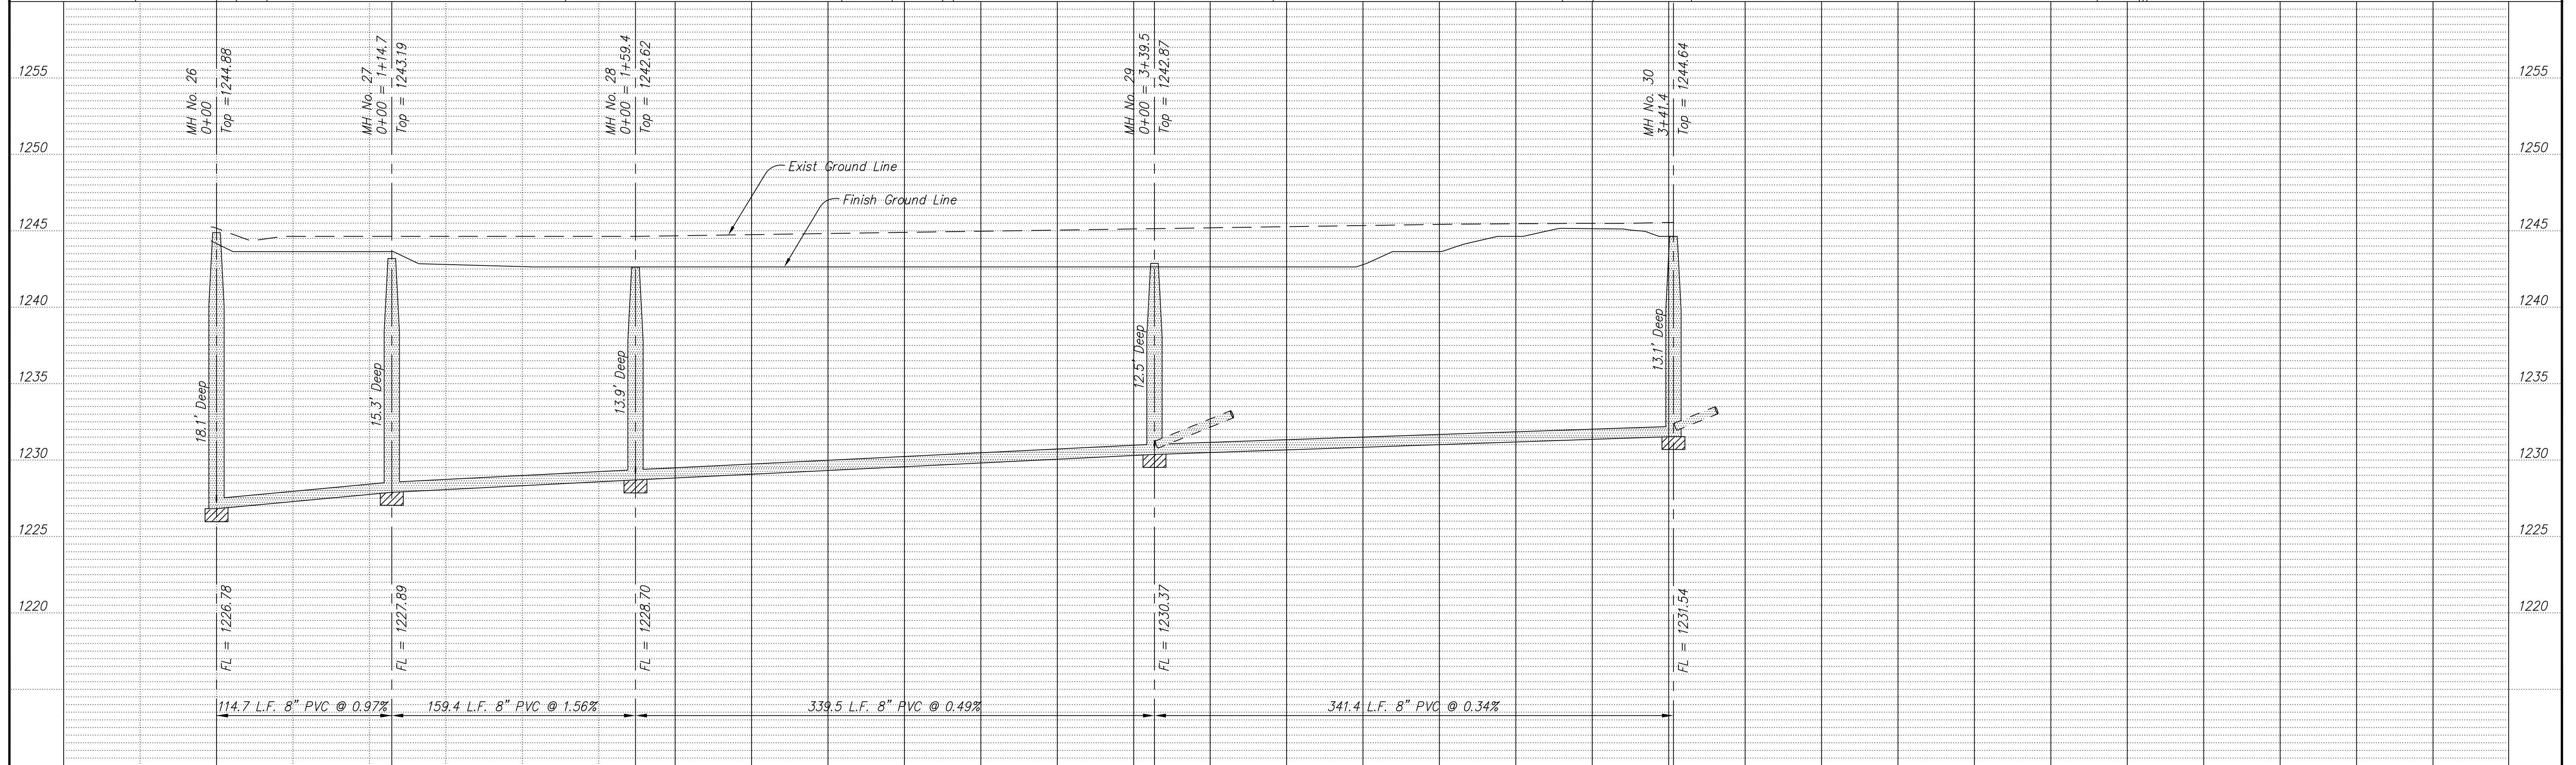 MH No. 26
0+00
Top =1244.88
MH No. 27
0+00 = 1+14.7
Top = 1243.19
MH No. 28
0+00 = 1+59.4
Top = 1242.62
MH No. 29
0+00 = 3+39.5
Top = 1242.87
MH No. 30
3+41.4
Top = 1244.64
1255
1255
1250
1250
Exist Ground Line
Finish Ground Line
1245
1245
1240
1240
1235
1235
18.1' Deep
15.3' Deep
13.9' Deep
12.5' Deep
13.1' Deep
1230
1230
1225
1225
1220
1220
FL = 1226.78
FL = 1227.89
FL = 1228.70
FL = 1230.37
FL = 1231.54
114.7 L.F. 8" PVC @ 0.97%
159.4 L.F. 8" PVC @ 1.56%
339.5 L.F. 8" PVC @ 0.49%
341.4 L.F. 8" PVC @ 0.34%